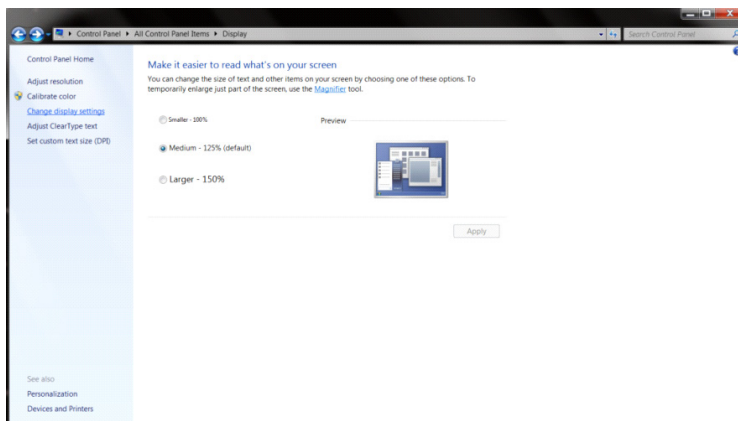 Control Panel ▸ All Control Panel Items ▸ Display
Search Control Panel
Control Panel Home
Adjust resolution
Calibrate color
Change display settings
Adjust ClearType text
Set custom text size (DPI)
See also
Personalization
Devices and Printers
Make it easier to read what's on your screen
You can change the size of text and other items on your screen by choosing one of these options. To
temporarily enlarge just part of the screen, use the Magnifier tool.
Smaller - 100%
Preview
Medium - 125% (default)
Larger - 150%
Apply